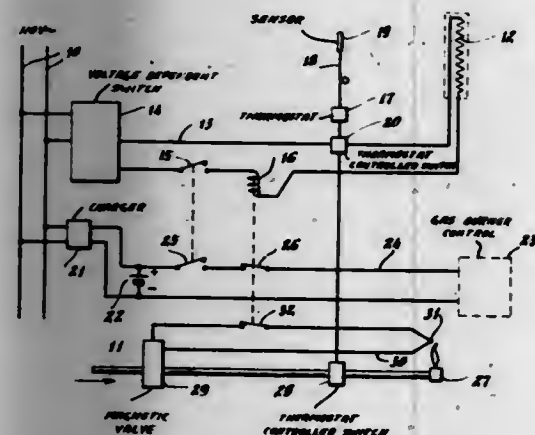 110V~
SENSOR
19
10
18
12
VOLTAGE DEPENDENT
SWITCH
14
17
THERMOSTAT
13
20
THERMOSTAT
CONTROLLED SWITCH
15
16
CHARGER
GAS BURNER
CONTROL
25
26
24
23
21
22
+
-
32
31
11
30
29
28
27
MAGNETIC
VALVE
THERMOSTAT
CONTROLLED SWITCH